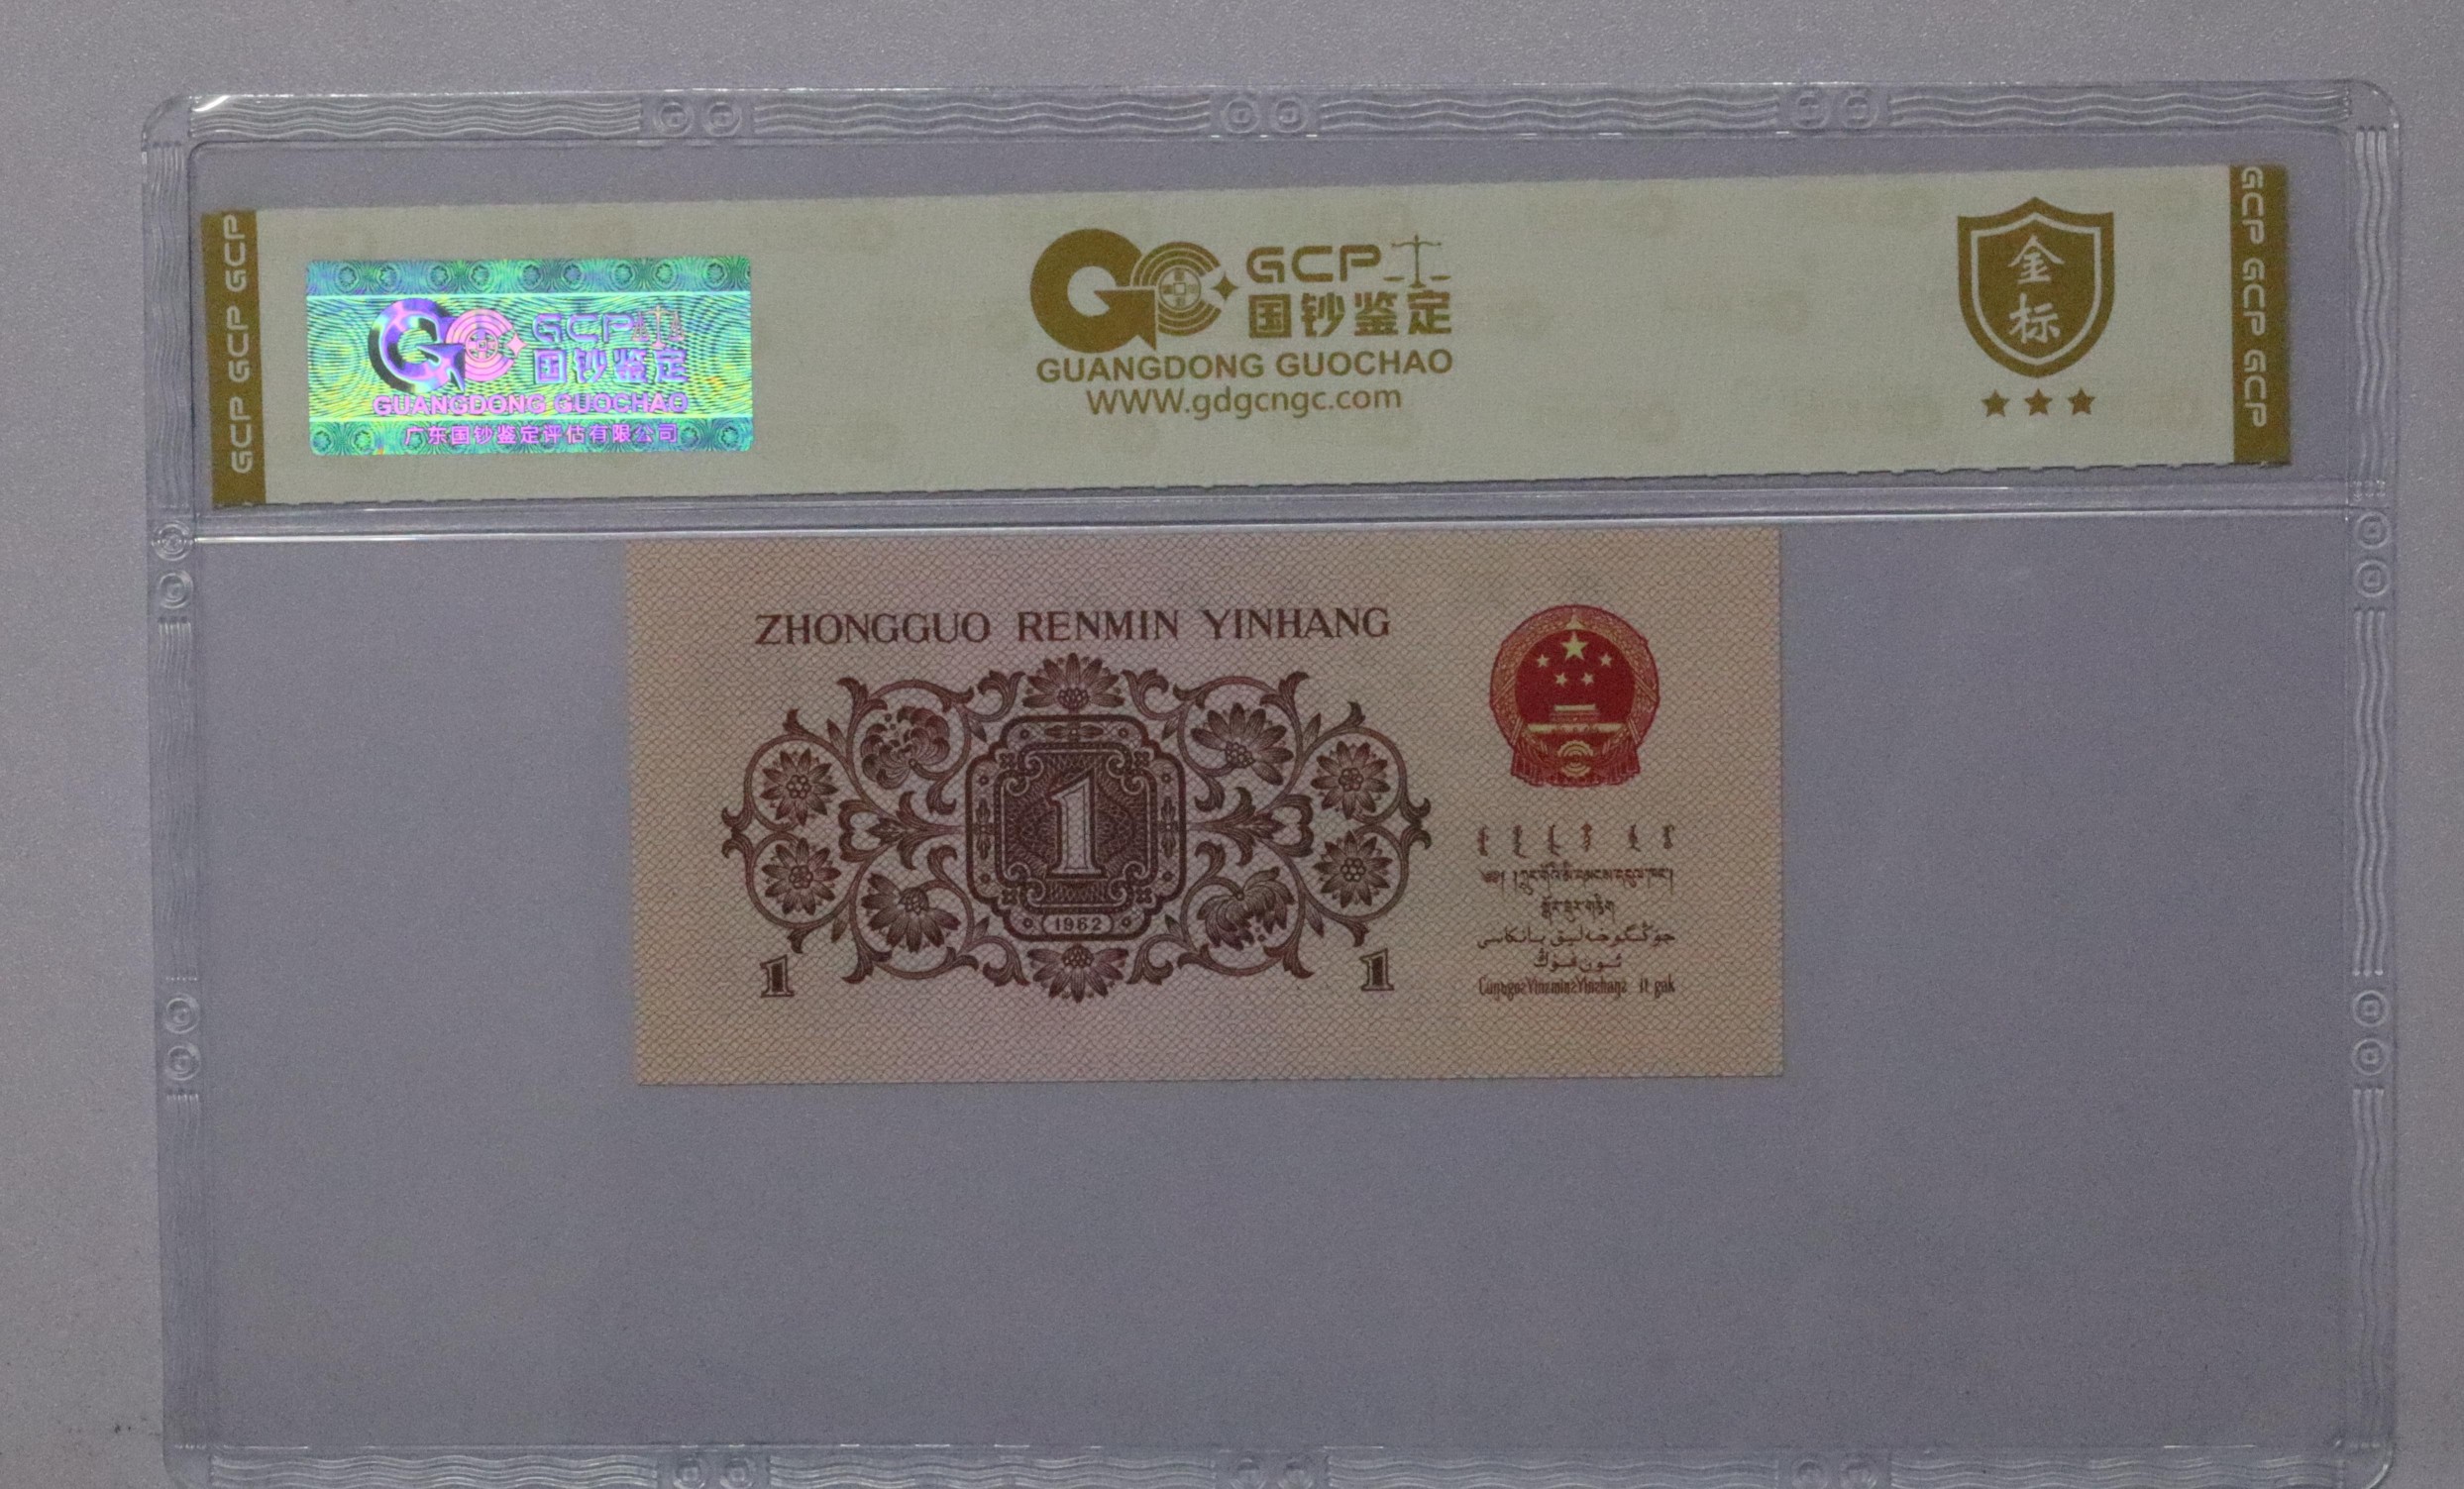 GCP GCP GCP
GCP
国钞鉴定
GUANGDONG GUOCHAO
广东国钞鉴定评估有限公司
GCP
国钞鉴定
GUANGDONG GUOCHAO
www.gdgcngc.com
金
标
GCP GCP GCP
ZHONGGUO RENMIN YINHANG
1
1962
1
1
جۇڭگوخەلىق بانكاسى